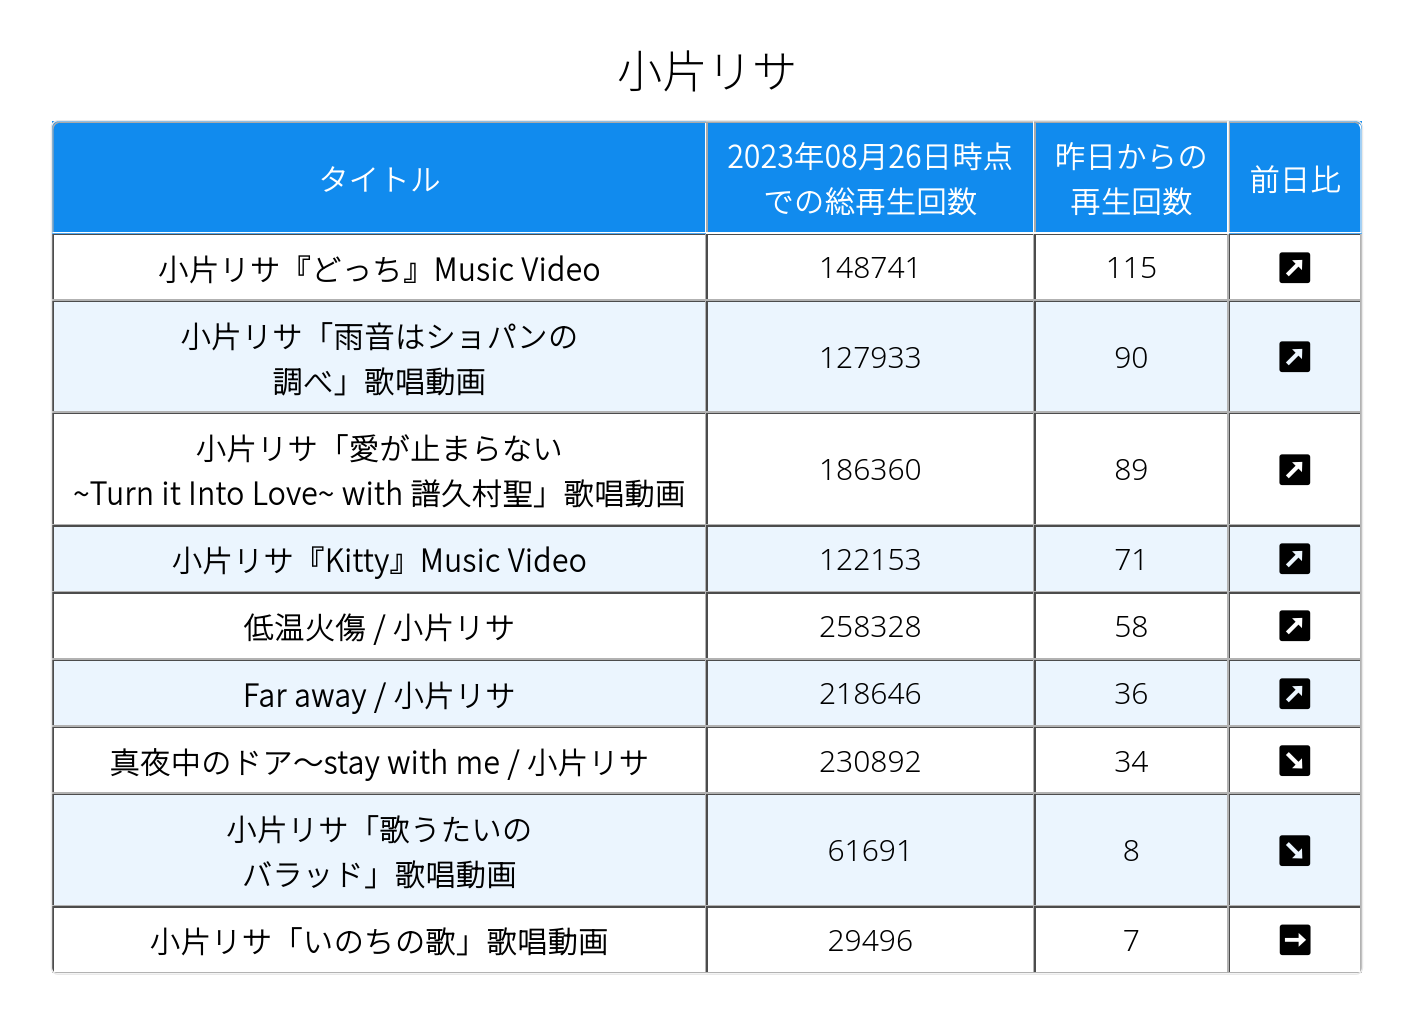 小片リサ
タイトル
2023年08月26日時点
での総再生回数
昨日からの
再生回数
前日比
小片リサ『どっち』Music Video
148741
115
小片リサ「雨音はショパンの
調べ」歌唱動画
127933
90
小片リサ「愛が止まらない
~Turn it Into Love~ with 譜久村聖」歌唱動画
186360
89
小片リサ『Kitty』Music Video
122153
71
低温火傷 / 小片リサ
258328
58
Far away / 小片リサ
218646
36
真夜中のドア〜stay with me / 小片リサ
230892
34
小片リサ「歌うたいの
バラッド」歌唱動画
61691
8
小片リサ「いのちの歌」歌唱動画
29496
7